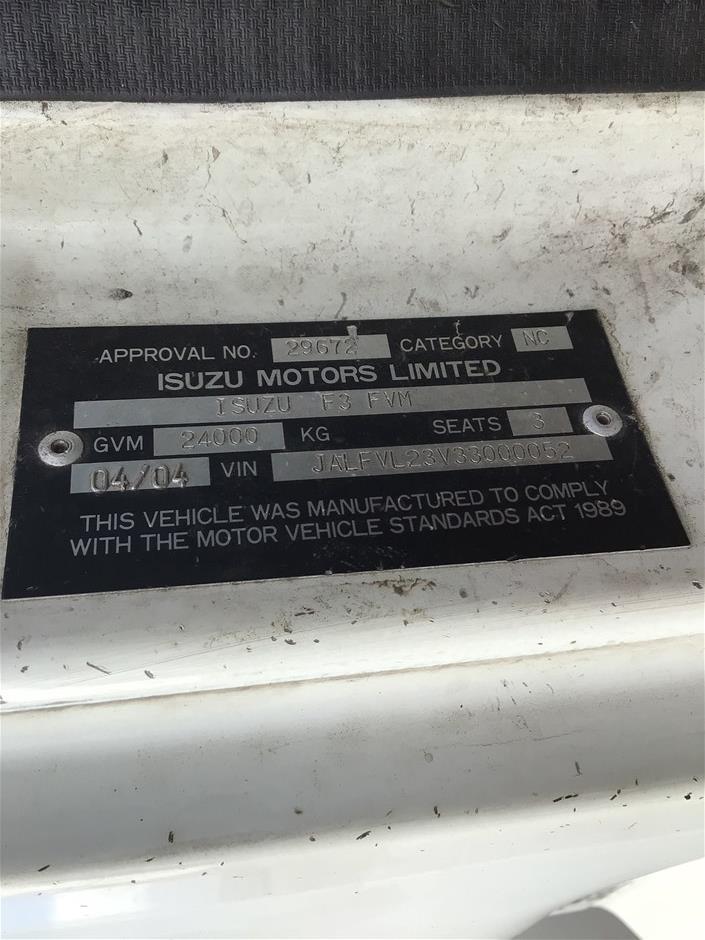 APPROVAL NO. 29672 CATEGORY NC
ISUZU MOTORS LIMITED
ISUZU F3 FVM
GVM 24000 KG SEATS 3
04/04 VIN JALFVL23V33000052
THIS VEHICLE WAS MANUFACTURED TO COMPLY
WITH THE MOTOR VEHICLE STANDARDS ACT 1989